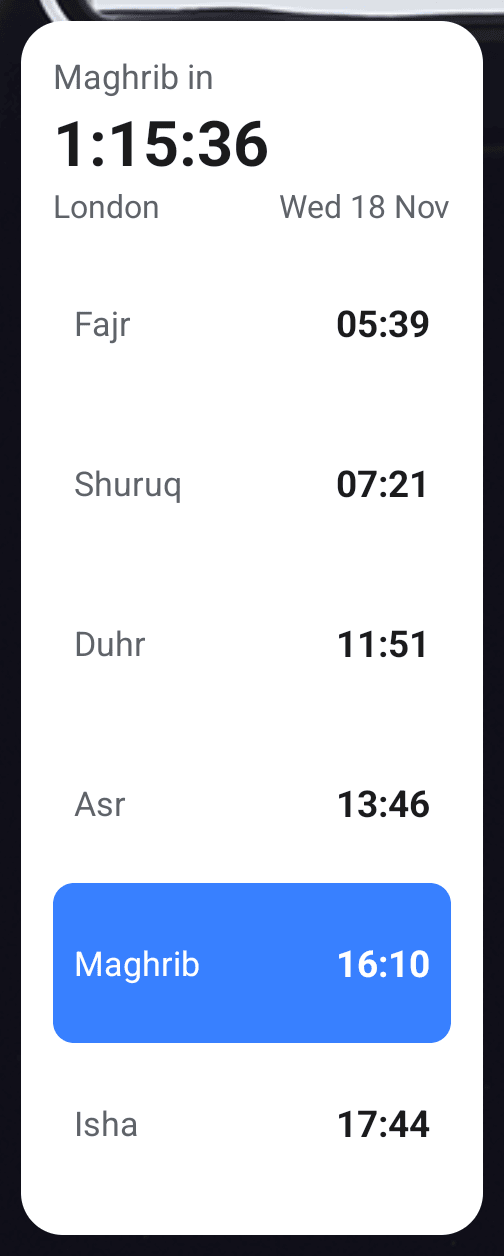 Maghrib in
1:15:36
London Wed 18 Nov
Fajr 05:39
Shuruq 07:21
Duhr 11:51
Asr 13:46
Maghrib 16:10
Isha 17:44